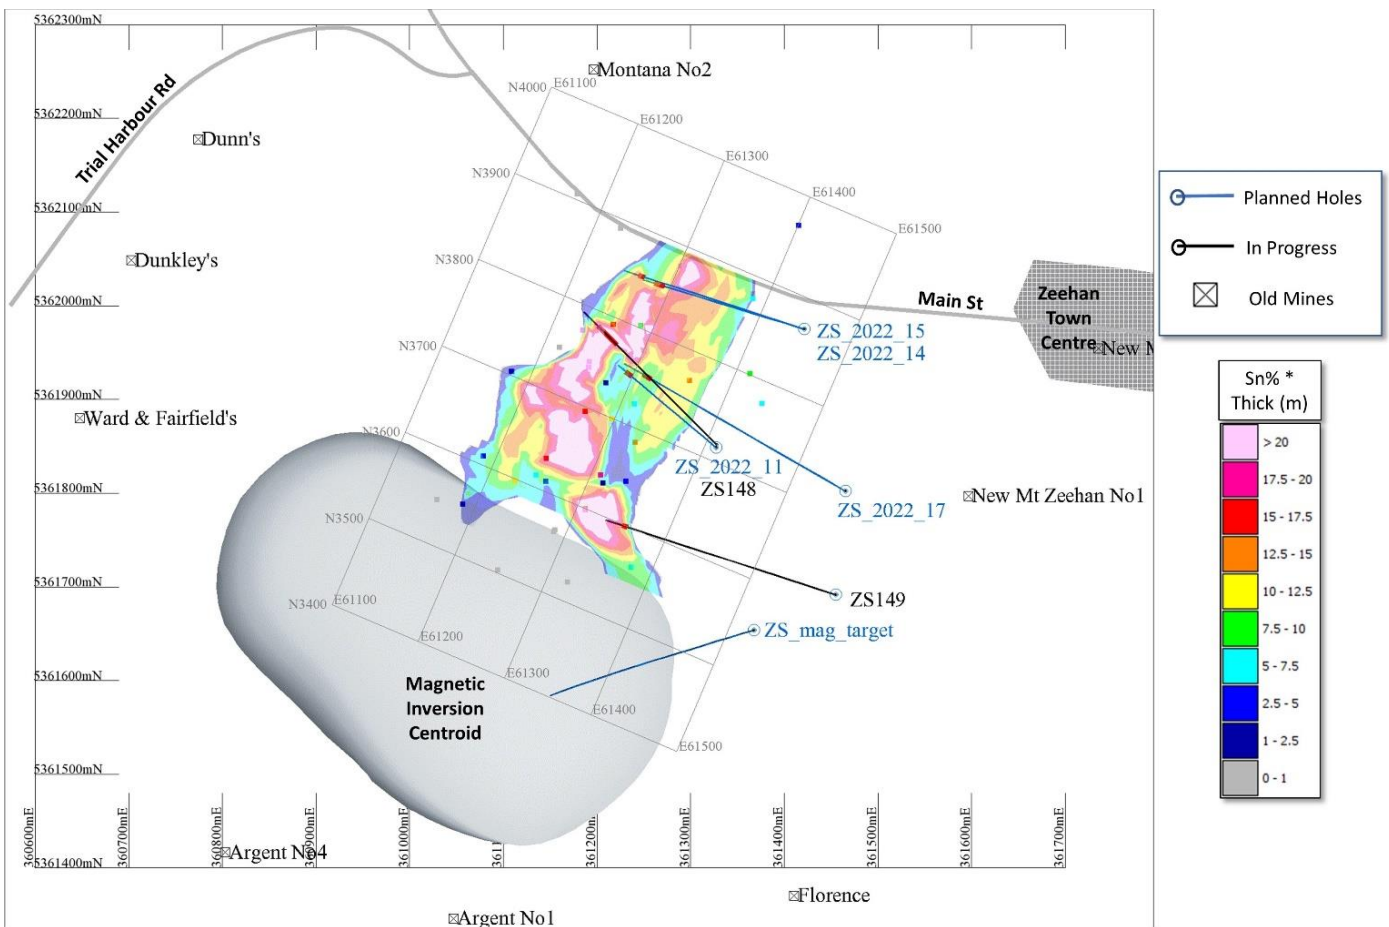 5362300mN
Montana No2
N4000
E61100
5362200mN
Trial Harbour Rd
Dunn's
E61200
E61300
N3900
E61400
Planned Holes
5362100mN
E61500
In Progress
Dunkley's
N3800
Old Mines
5362000mN
Main St
Zeehan
Town
Centre
ZS_2022_15
ZS_2022_14
N3700
New M
Sn% *
Thick (m)
5361900mN
Ward & Fairfield's
N3600
> 20
ZS_2022_11
ZS148
17.5 - 20
5361800mN
New Mt Zeehan No1
ZS_2022_17
15 - 17.5
N3500
12.5 - 15
5361700mN
10 - 12.5
N3400
E61100
ZS149
7.5 - 10
ZS_mag_target
E61200
5 - 7.5
5361600mN
E61300
Magnetic
Inversion
Centroid
E61400
2.5 - 5
E61500
1 - 2.5
5361500mN
0 - 1
360600mE
360700mE
360800mE
360900mE
361000mE
361200mE
361300mE
361400mE
361500mE
361600mE
361700mE
5361400mN
Argent No4
Florence
Argent No1